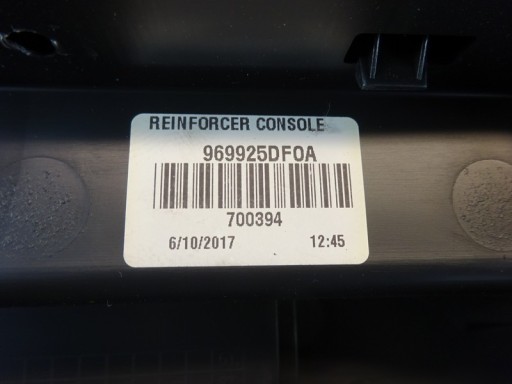 REINFORCER CONSOLE
969925DF0A
700394
6/10/2017 12:45